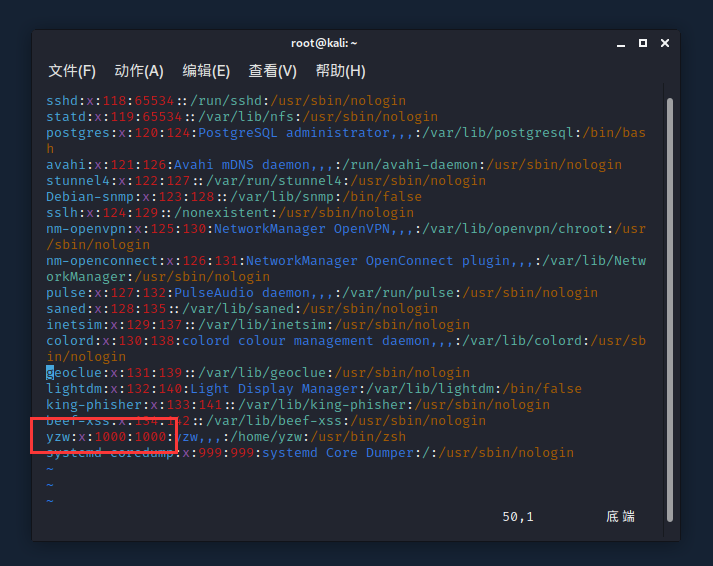 root@kali: ~
文件(F) 动作(A) 编辑(E) 查看(V) 帮助(H)
sshd:x:118:65534::/run/sshd:/usr/sbin/nologin
statd:x:119:65534::/var/lib/nfs:/usr/sbin/nologin
postgres:x:120:124:PostgreSQL administrator,,,:/var/lib/postgresql:/bin/bas
h
avahi:x:121:126:Avahi mDNS daemon,,,:/run/avahi-daemon:/usr/sbin/nologin
stunnel4:x:122:127::/var/run/stunnel4:/usr/sbin/nologin
Debian-snmp:x:123:128::/var/lib/snmp:/bin/false
sslh:x:124:129::/nonexistent:/usr/sbin/nologin
nm-openvpn:x:125:130:NetworkManager OpenVPN,,,:/var/lib/openvpn/chroot:/usr
/sbin/nologin
nm-openconnect:x:126:131:NetworkManager OpenConnect plugin,,,:/var/lib/Netw
orkManager:/usr/sbin/nologin
pulse:x:127:132:PulseAudio daemon,,,:/var/run/pulse:/usr/sbin/nologin
saned:x:128:135::/var/lib/saned:/usr/sbin/nologin
inetsim:x:129:137::/var/lib/inetsim:/usr/sbin/nologin
colord:x:130:138:colord colour management daemon,,,:/var/lib/colord:/usr/sb
in/nologin
geoclue:x:131:139::/var/lib/geoclue:/usr/sbin/nologin
lightdm:x:132:140:Light Display Manager:/var/lib/lightdm:/bin/false
king-phisher:x:133:141::/var/lib/king-phisher:/usr/sbin/nologin
beef-xss:x:134:142::/var/lib/beef-xss:/usr/sbin/nologin
yzw:x:1000:1000:yzw,,,:/home/yzw:/usr/bin/zsh
systemd-coredump:x:999:999:systemd Core Dumper:/:/usr/sbin/nologin
~
~
~
50,1 底端